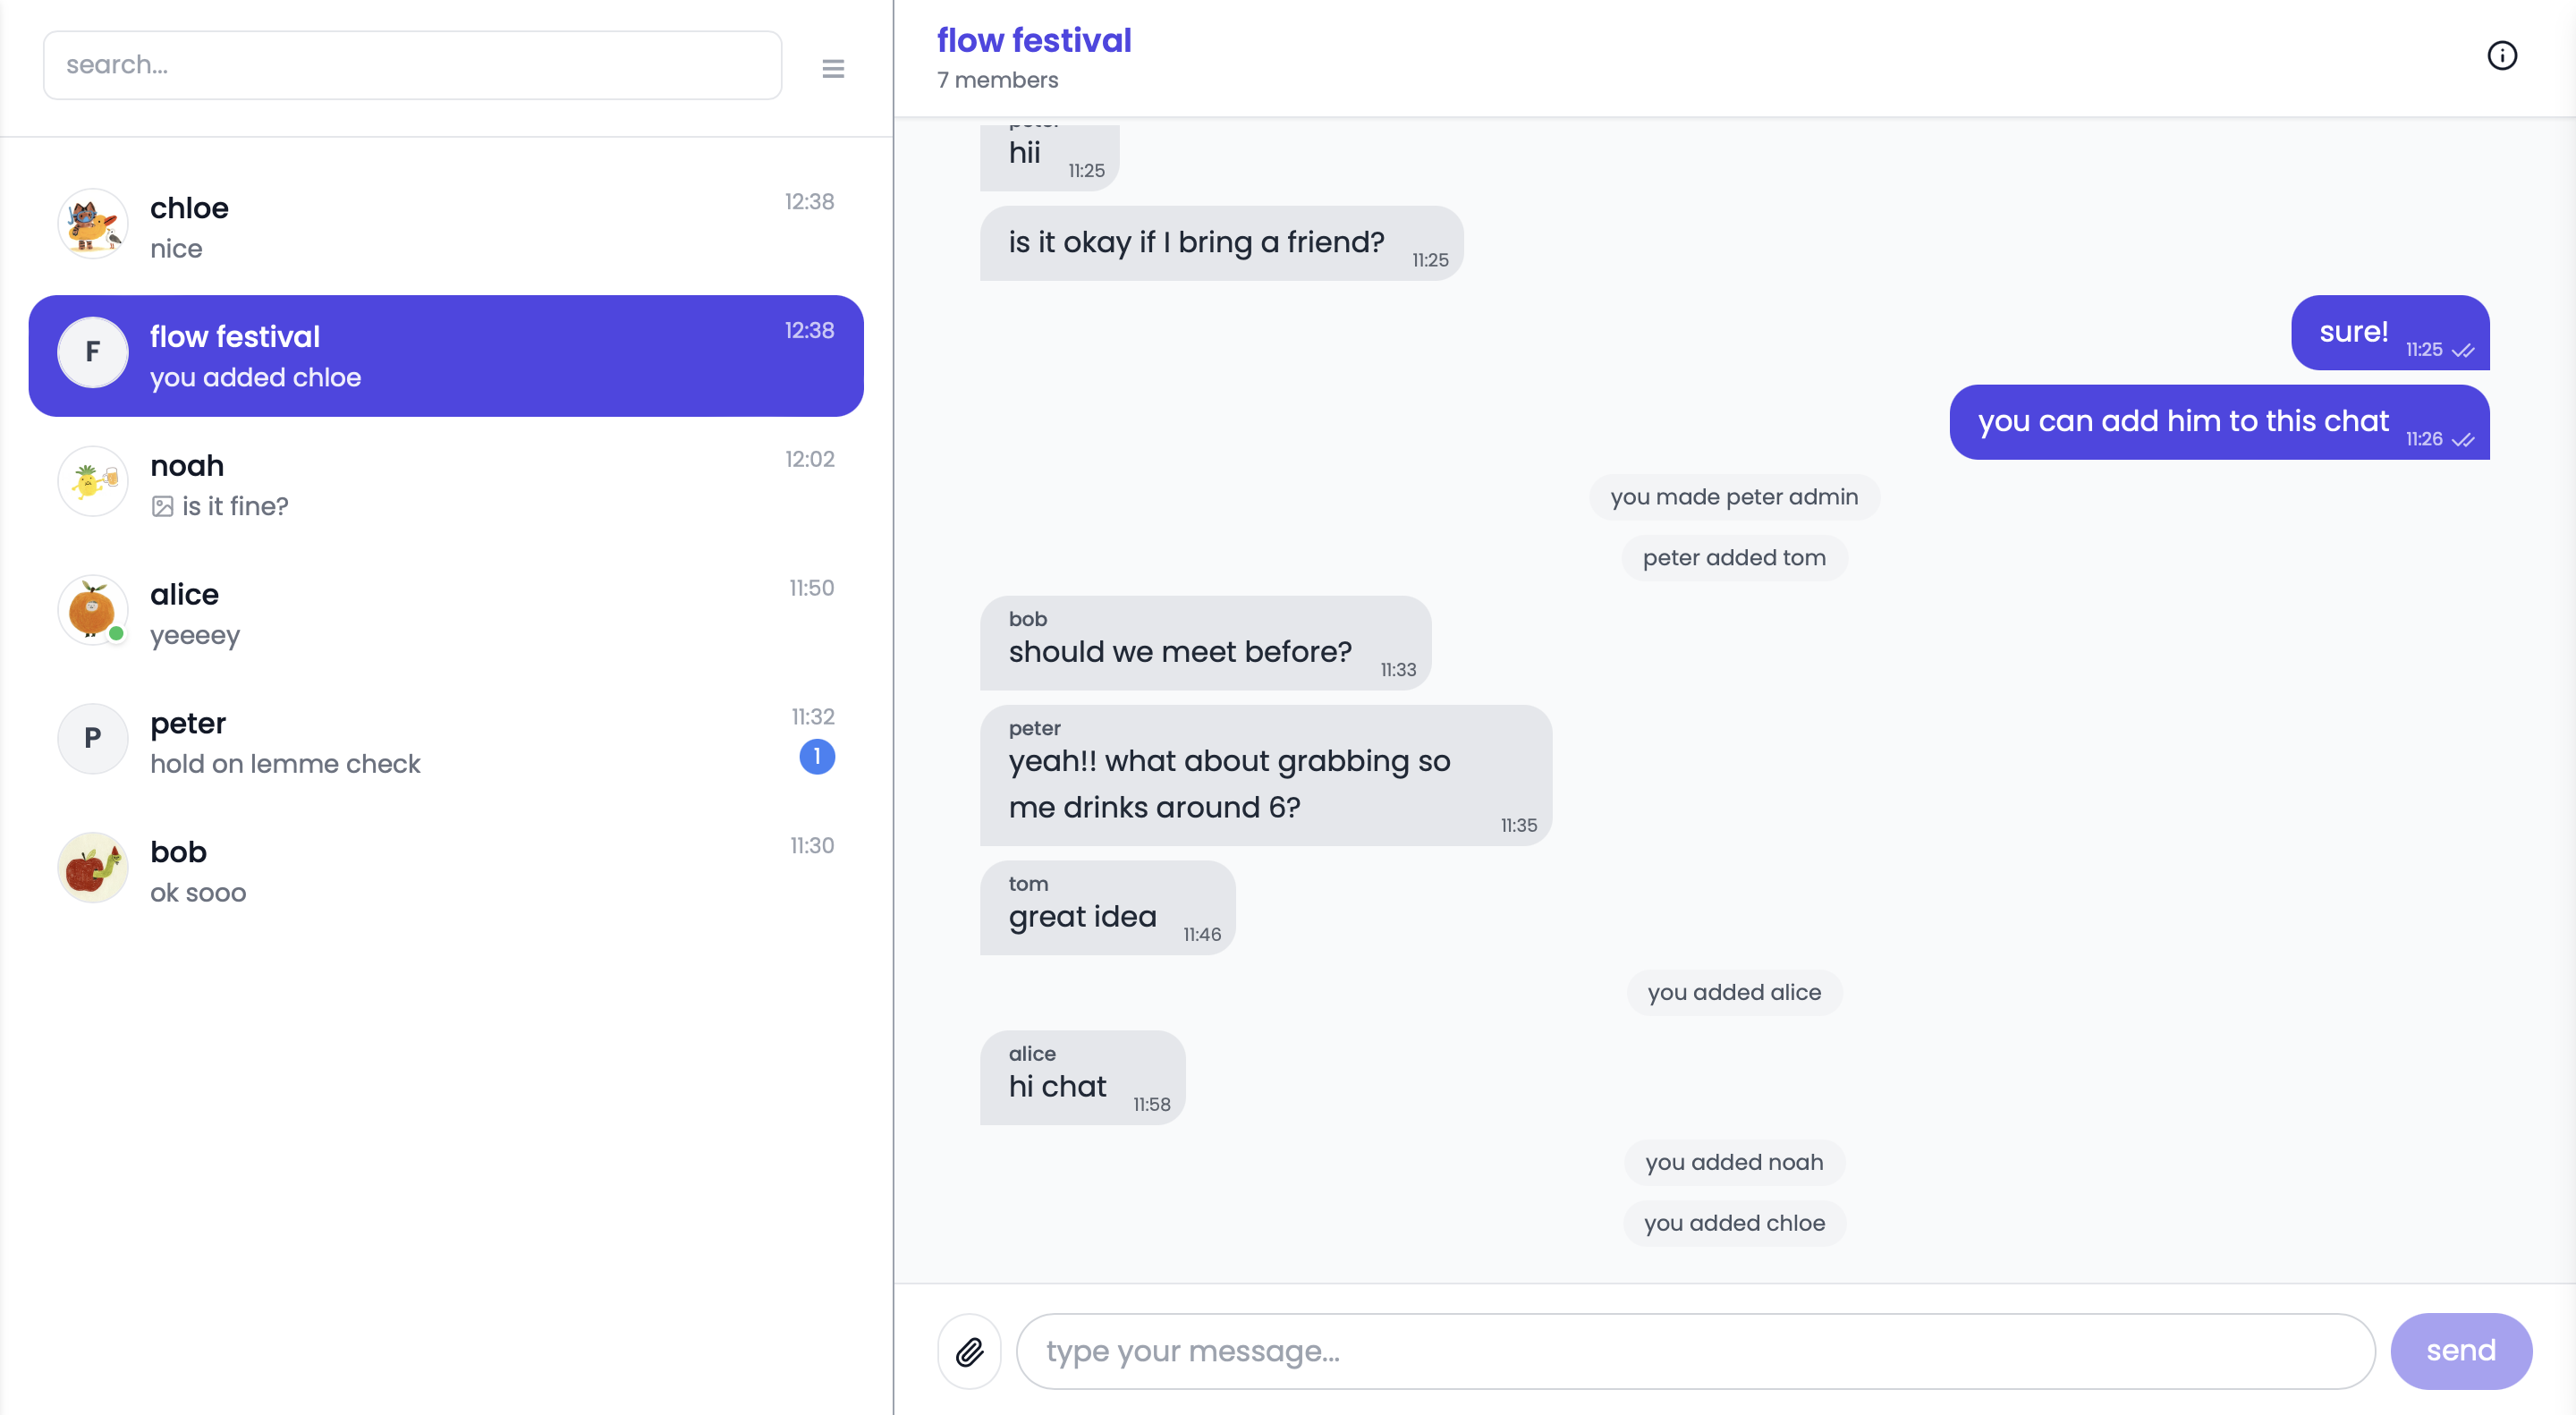 search...
chloe
12:38
nice
F
flow festival
12:38
you added chloe
noah
12:02
is it fine?
alice
11:50
yeeeey
P
peter
11:32
hold on lemme check
1
bob
11:30
ok sooo
flow festival
7 members
peter
hii
11:25
is it okay if I bring a friend?
11:25
sure!
11:25
you can add him to this chat
11:26
you made peter admin
peter added tom
bob
should we meet before?
11:33
peter
yeah!! what about grabbing so
me drinks around 6?
11:35
tom
great idea
11:46
you added alice
alice
hi chat
11:58
you added noah
you added chloe
type your message...
send